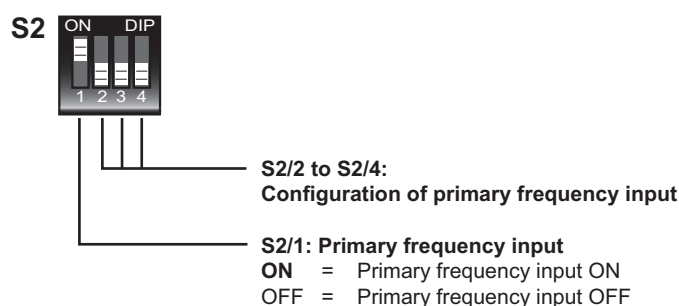 S2
ON DIP
1 2 3 4
S2/2 to S2/4:
Configuration of primary frequency input
S2/1: Primary frequency input
ON = Primary frequency input ON
OFF = Primary frequency input OFF